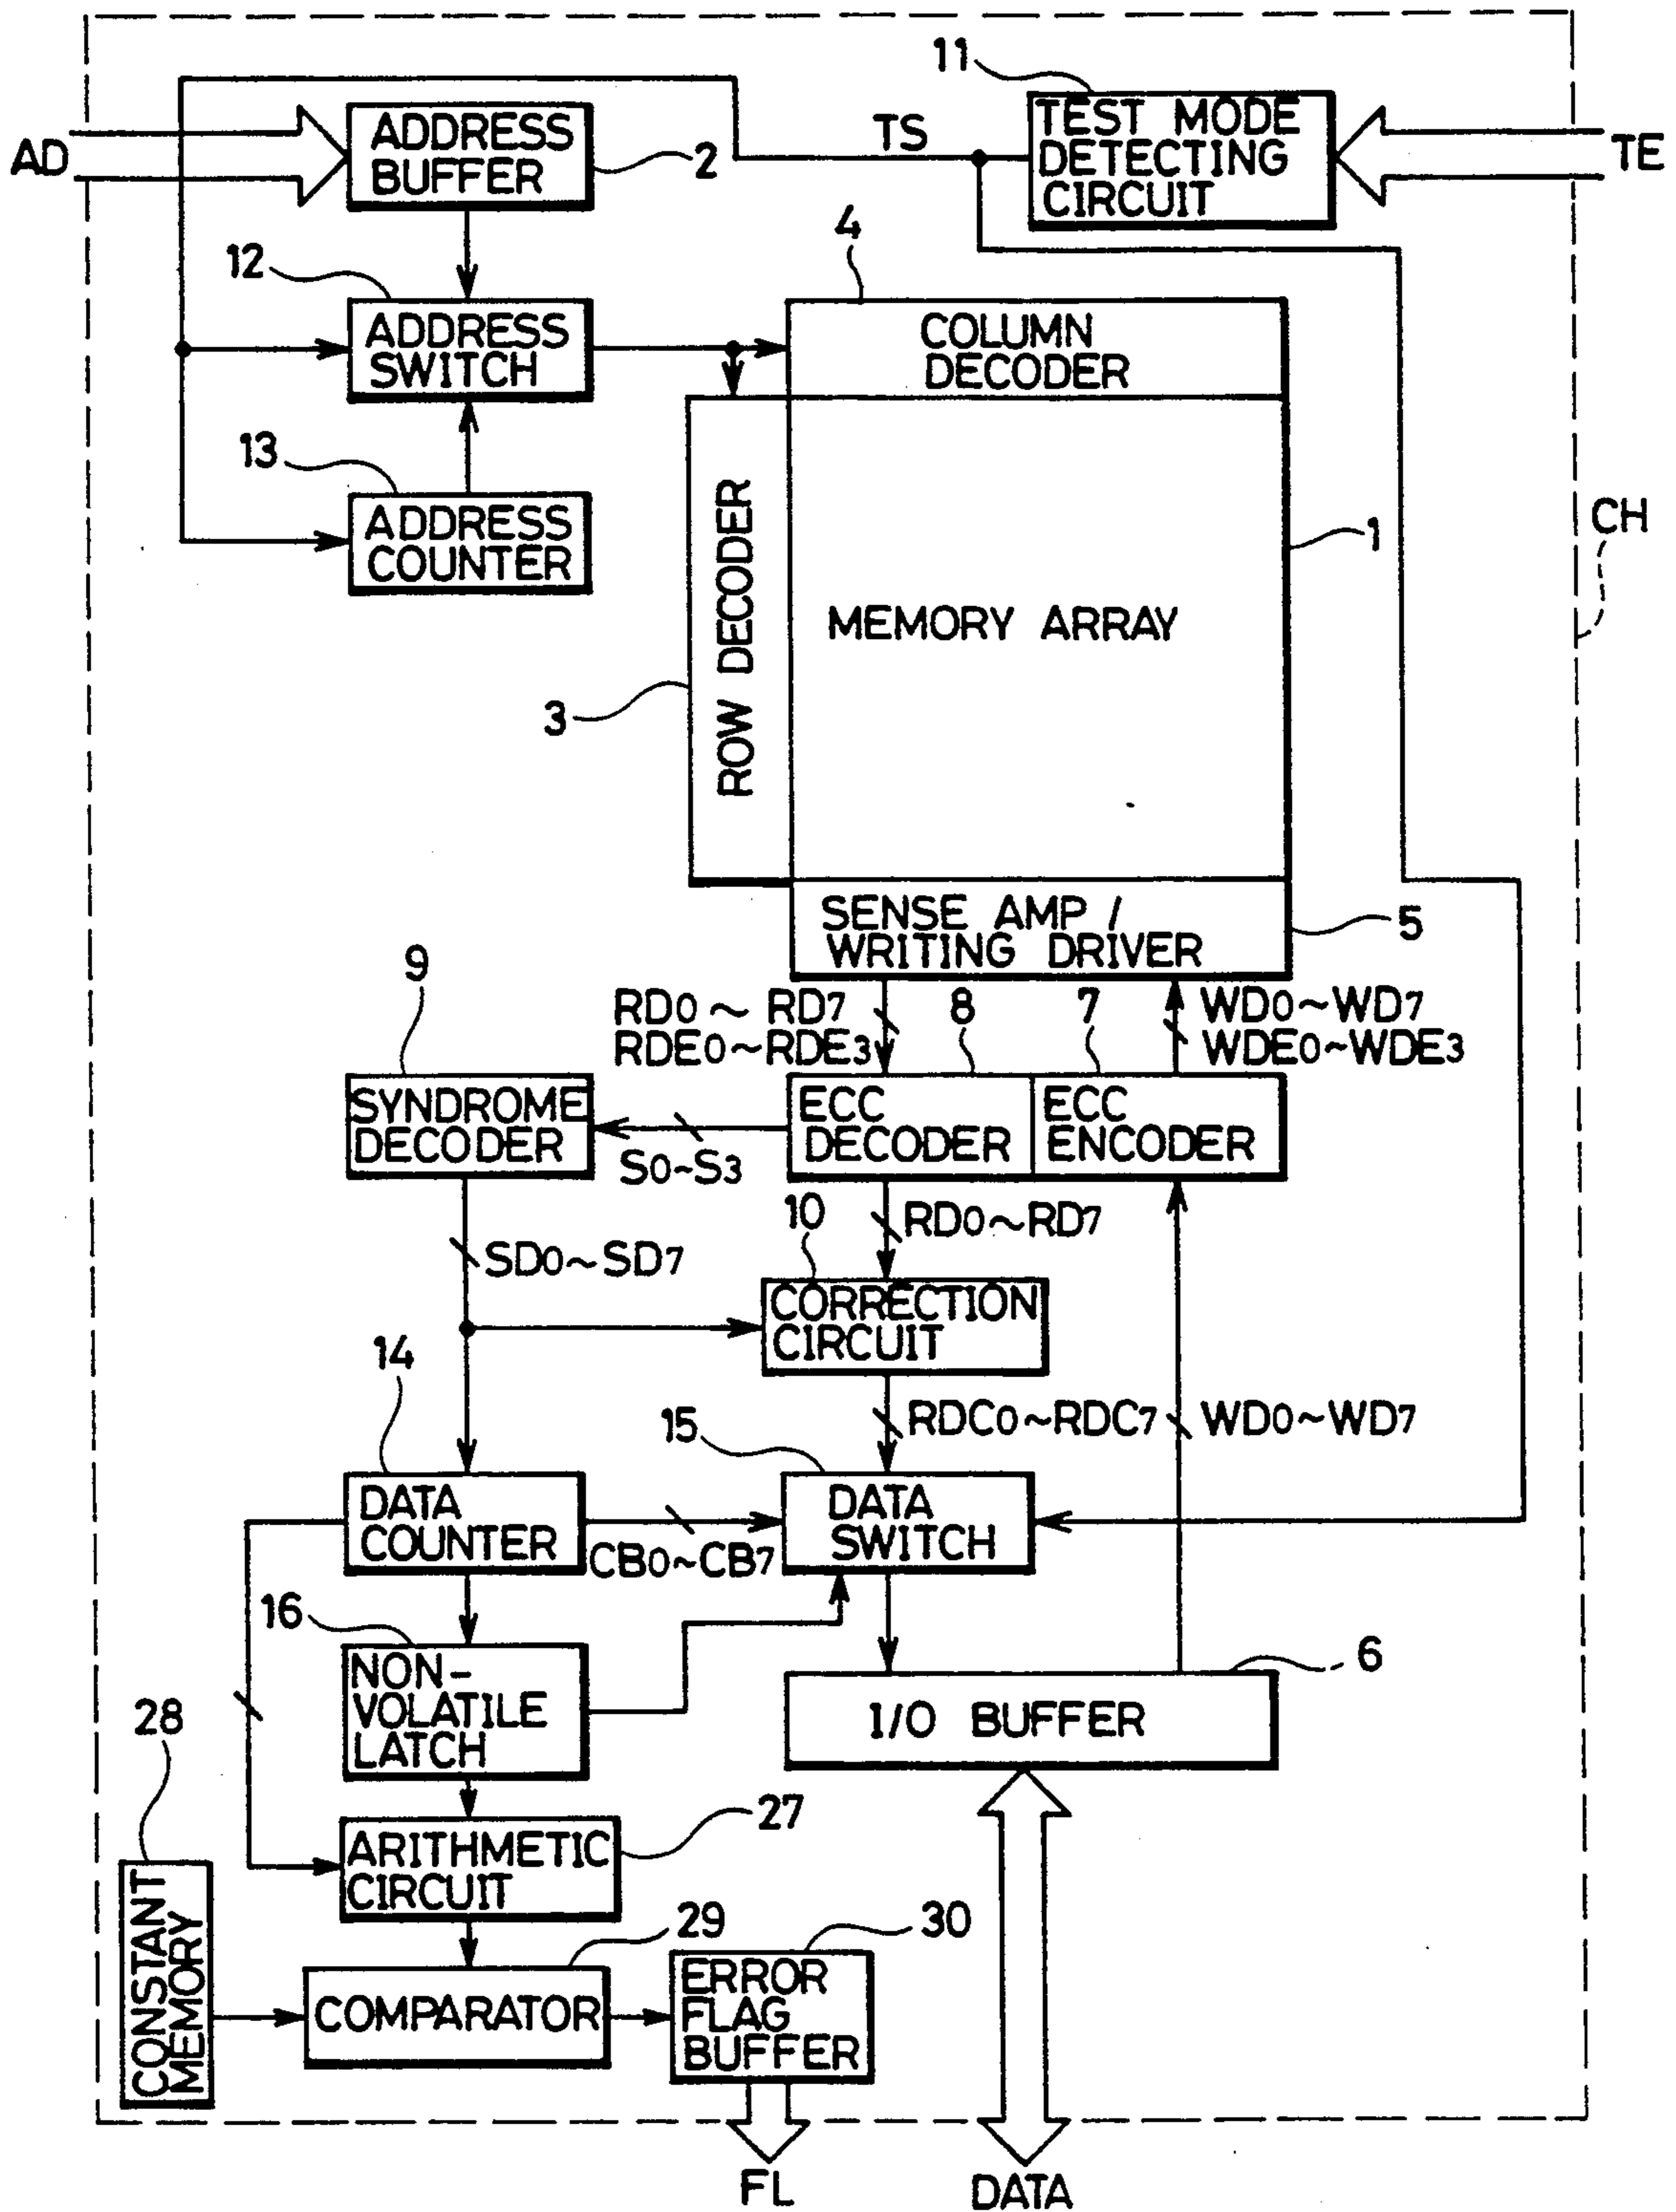 11
AD
ADDRESS
BUFFER
2
TS
TEST MODE
DETECTING
CIRCUIT
TE
4
12
ADDRESS
SWITCH
COLUMN
DECODER
13
ADDRESS
COUNTER
ROW DECODER
MEMORY ARRAY
1
CH
3
SENSE AMP /
WRITING DRIVER
5
9
RD0~RD7
RDE0~RDE3
8
7
WD0~WD7
WDE0~WDE3
SYNDROME
DECODER
S0~S3
ECC
DECODER
ECC
ENCODER
10
RD0~RD7
SD0~SD7
CORRECTION
CIRCUIT
14
15
RDC0~RDC7
WD0~WD7
DATA
COUNTER
CB0~CB7
DATA
SWITCH
16
NON-
VOLATILE
LATCH
6
I/O BUFFER
28
27
ARITHMETIC
CIRCUIT
CONSTANT
MEMORY
29
30
COMPARATOR
ERROR
FLAG
BUFFER
FL
DATA